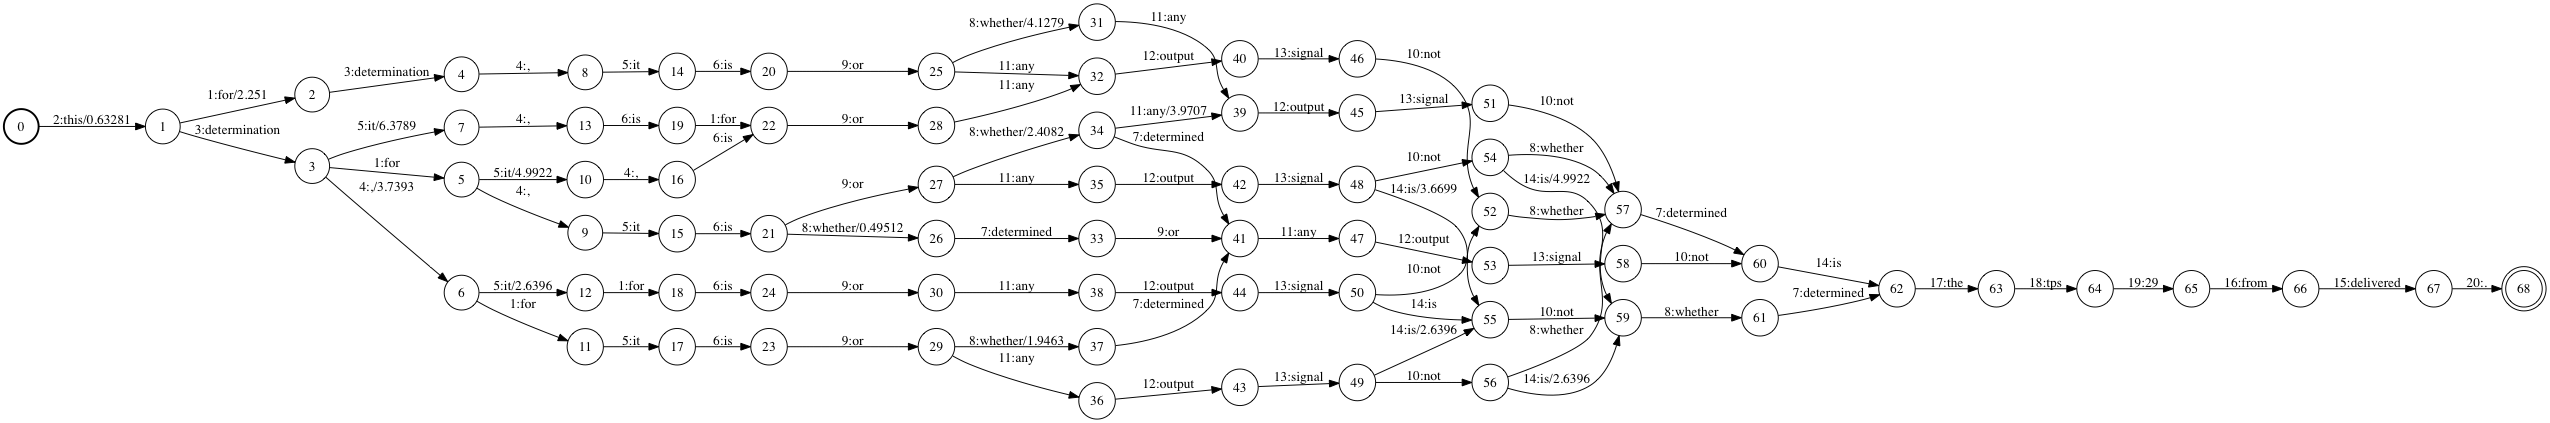 0 2:this/0.63281 1
1:for/2.251 2
3:determination 3
3:determination 4
5:it/6.3789 7
1:for 5
4:,/3.7393 6
4:, 8 5:it 14 6:is 20 9:or 25
4:, 13 6:is 19 1:for 22 9:or 28
5:it/4.9922 10 4:, 16 6:is
4:, 9 5:it 15 6:is 21
9:or 27
8:whether/0.49512 26 7:determined 33 9:or 41 11:any 47 12:output 53 13:signal 58 10:not 60
5:it/2.6396 12 1:for 18 6:is 24 9:or 30 11:any 38 12:output 44 13:signal 50
1:for 11 5:it 17 6:is 23 9:or 29 8:whether/1.9463 37 7:determined
11:any 36 12:output 43 13:signal 49 10:not 56
8:whether/4.1279 31 11:any
11:any 32 12:output 40 13:signal 46 10:not
11:any
8:whether/2.4082 34 11:any/3.9707 39 12:output 45 13:signal 51 10:not
7:determined
11:any 35 12:output 42 13:signal 48 10:not 54 8:whether
14:is/3.6699
14:is/4.9922
52 8:whether 57 7:determined
10:not
14:is 55 10:not 59 8:whether 61 7:determined
14:is/2.6396
8:whether
14:is/2.6396
14:is 62 17:the 63 18:tps 64 19:29 65 16:from 66 15:delivered 67 20:. 68